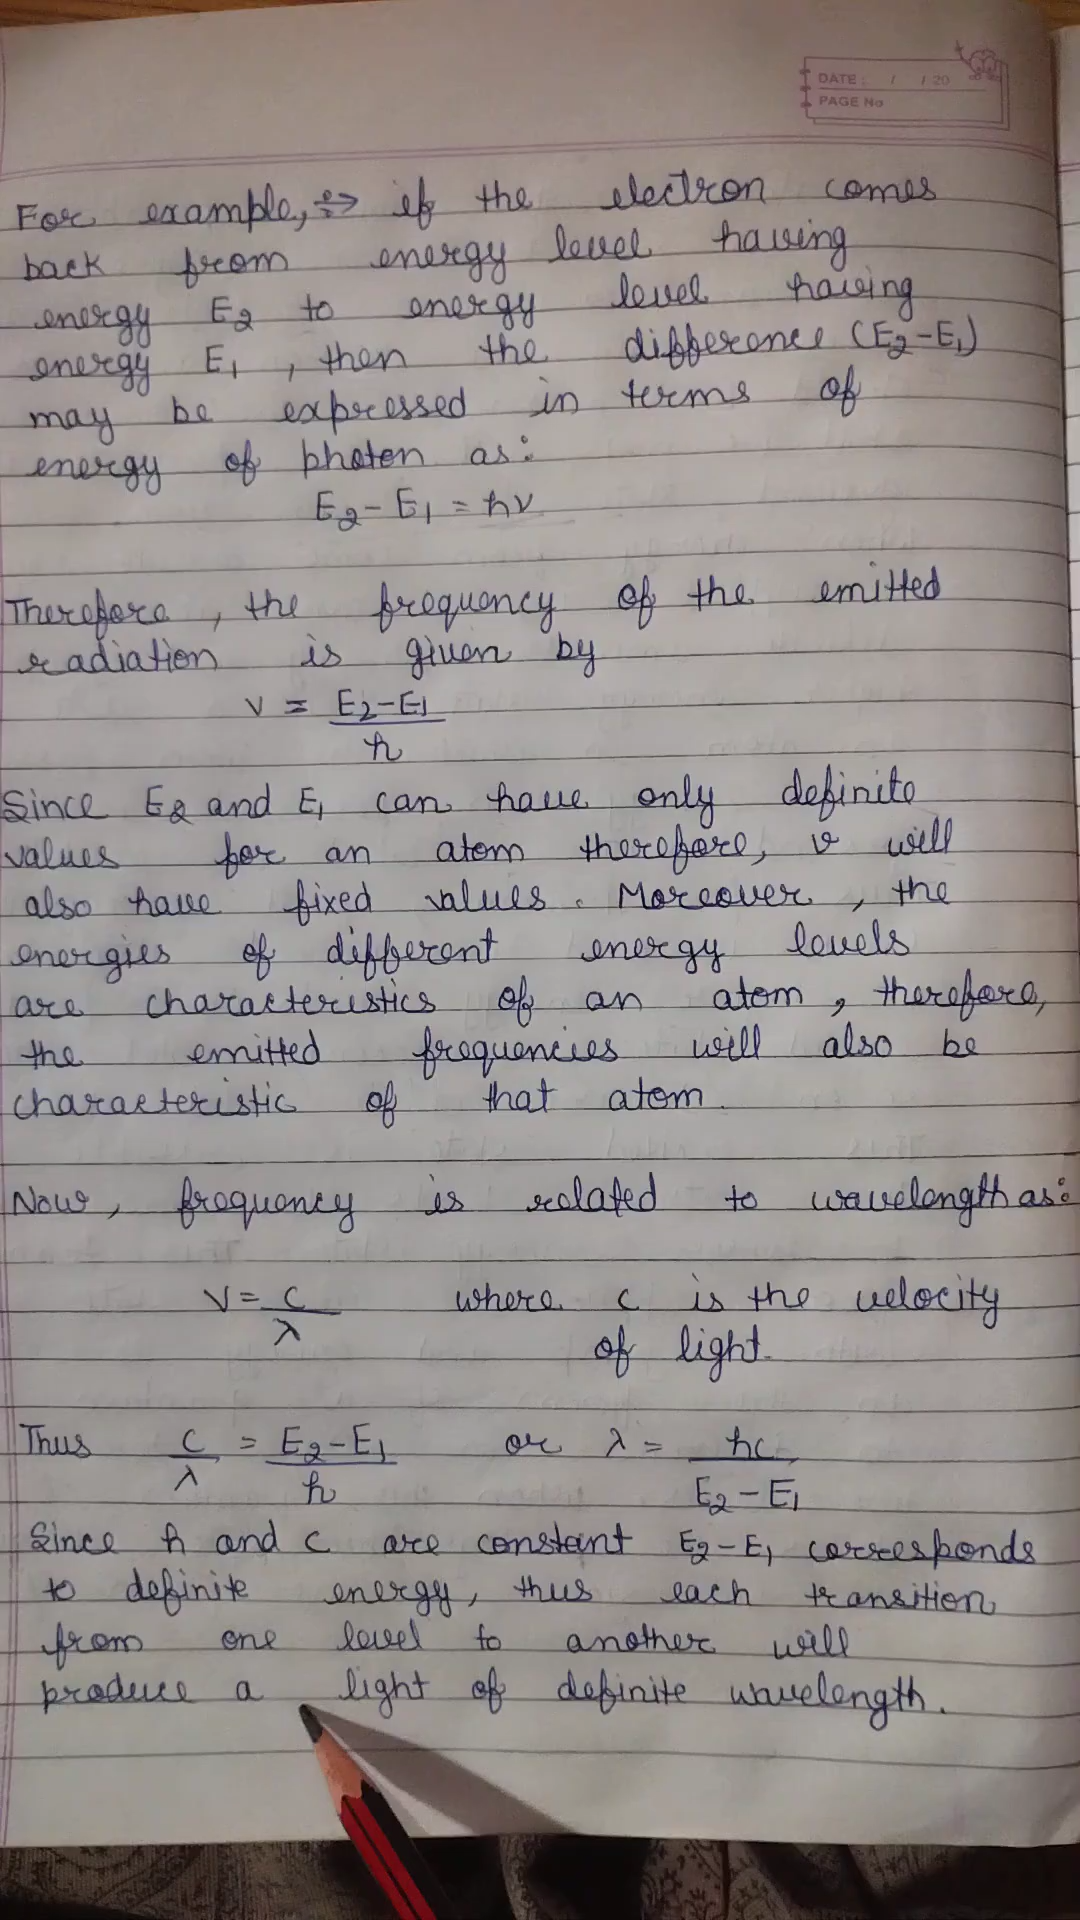 DATE: / / 20
PAGE No
For example, ÷> if the electron comes
back from energy level having
energy E₂ to energy level having
energy E₁, then the difference (E₂-E₁)
may be expressed in terms of
energy of photon as:
E₂-E₁ = hν
Therefore, the frequency of the emitted
radiation is given by
ν = E₂-E₁
h
Since E₂ and E₁ can have only definite
values for an atom therefore, ν will
also have fixed values. Moreover, the
energies of different energy levels
are characteristics of an atom, therefore,
the emitted frequencies will also be
characteristic of that atom.
Now, frequency is related to wavelength as:
ν = c where c is the velocity
λ of light.
Thus c = E₂-E₁ or λ = hc
λ h E₂-E₁
Since h and c are constant E₂-E₁ corresponds
to definite energy, thus each transition
from one level to another will
produce a light of definite wavelength.